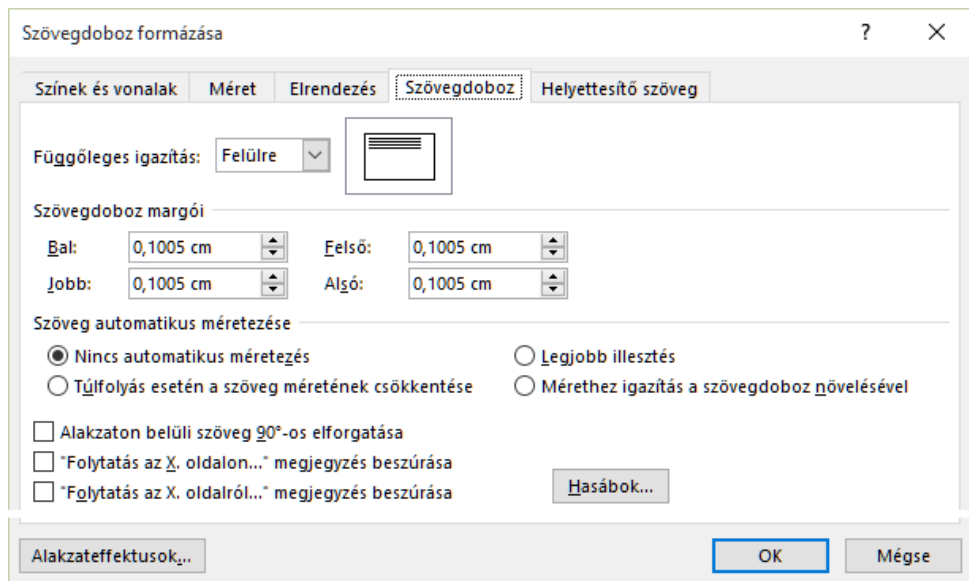 Szövegdoboz formázása ?
Színek és vonalak Méret Elrendezés Szövegdoboz Helyettesítő szöveg
Függőleges igazítás: Felülre
Szövegdoboz margói
Bal: 0,1005 cm Felső: 0,1005 cm
Jobb: 0,1005 cm Alsó: 0,1005 cm
Szöveg automatikus méretezése
Nincs automatikus méretezés Legjobb illesztés
Túlfolyás esetén a szöveg méretének csökkentése Mérethez igazítás a szövegdoboz növelésével
Alakzaton belüli szöveg 90°-os elforgatása
"Folytatás az X. oldalon..." megjegyzés beszúrása
"Folytatás az X. oldalról..." megjegyzés beszúrása Hasábok...
Alakzateffektusok... OK Mégse